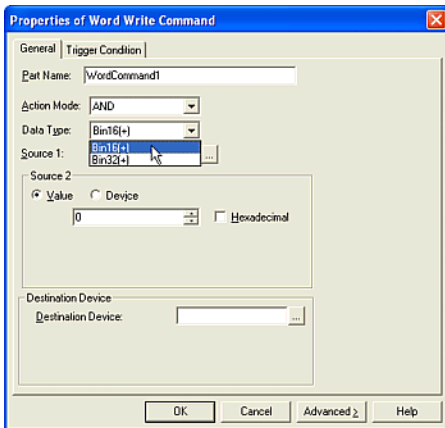 Properties of Word Write Command
General Trigger Condition
Part Name: WordCommand1
Action Mode: AND
Data Type: Bin16(+)
Bin16(+)
Bin32(+)
Source 1: ...
Source 2
Value Device
0 Hexadecimal
Destination Device
Destination Device: ...
OK Cancel Advanced > Help